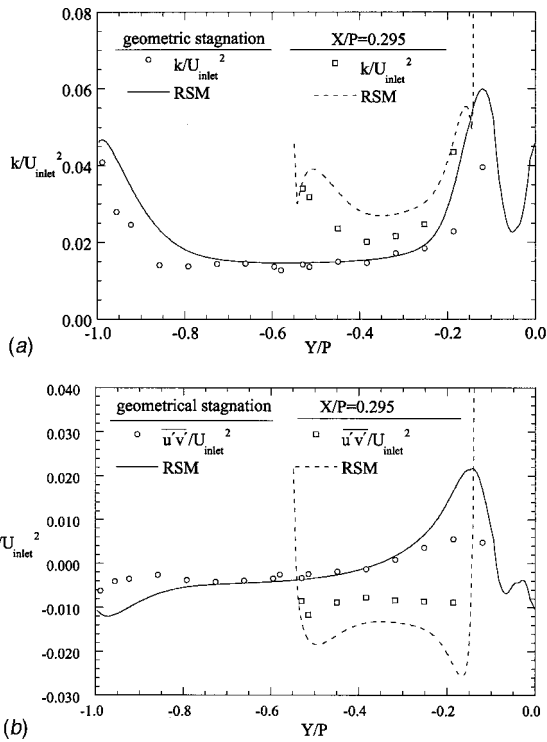 geometric stagnation X/P=0.295
k/U_inlet^2 k/U_inlet^2
RSM RSM
k/U_inlet^2
0.08
0.06
0.04
0.02
0.00
-1.0 -0.8 -0.6 -0.4 -0.2 0.0
Y/P
(a)
geometrical stagnation X/P=0.295
u'v'/U_inlet^2 u'v'/U_inlet^2
RSM RSM
/U_inlet^2
0.040
0.030
0.020
0.010
0.000
-0.010
-0.020
-0.030
-1.0 -0.8 -0.6 -0.4 -0.2 0.0
Y/P
(b)